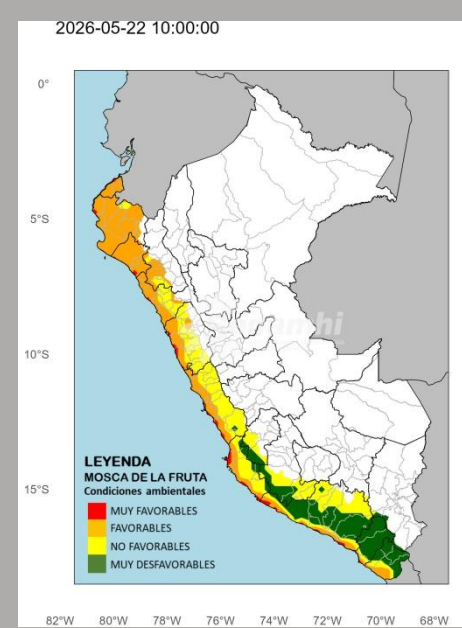 2026-05-22 10:00:00
0°
5°S
10°S
15°S
LEYENDA
MOSCA DE LA FRUTA
Condiciones ambientales
MUY FAVORABLES
FAVORABLES
NO FAVORABLES
MUY DESFAVORABLES
82°W 80°W 78°W 76°W 74°W 72°W 70°W 68°W